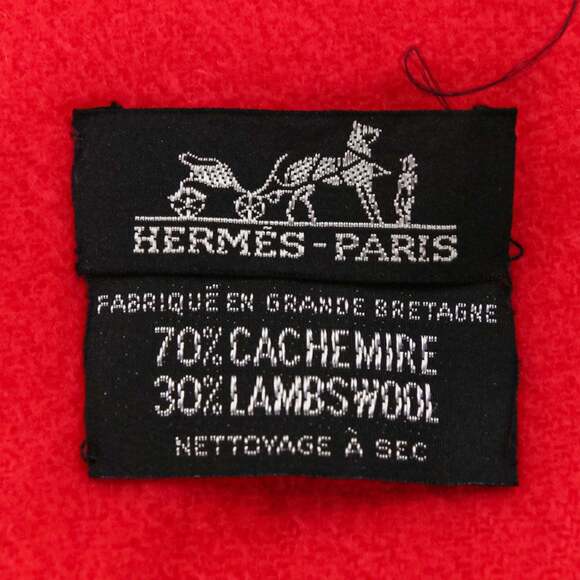 HERMÈS-PARIS
FABRIQUÉ EN GRANDE BRETAGNE
70% CACHEMIRE
30% LAMBSWOOL
NETTOYAGE À SEC